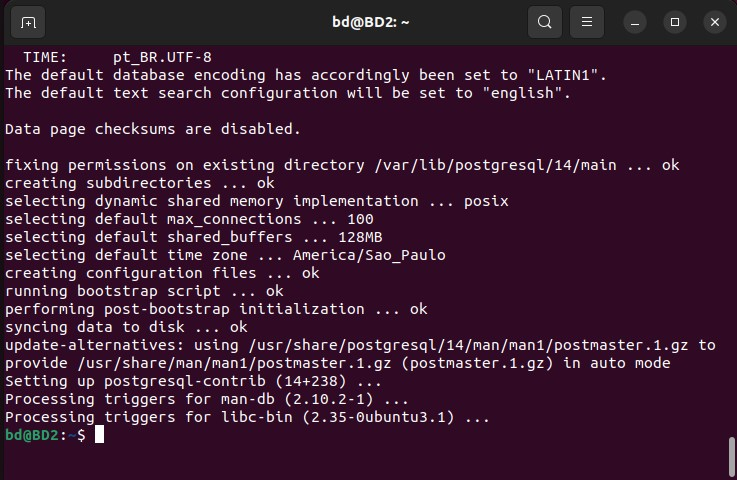 bd@BD2: ~
  TIME:     pt_BR.UTF-8
The default database encoding has accordingly been set to "LATIN1".
The default text search configuration will be set to "english".
Data page checksums are disabled.
fixing permissions on existing directory /var/lib/postgresql/14/main ... ok
creating subdirectories ... ok
selecting dynamic shared memory implementation ... posix
selecting default max_connections ... 100
selecting default shared_buffers ... 128MB
selecting default time zone ... America/Sao_Paulo
creating configuration files ... ok
running bootstrap script ... ok
performing post-bootstrap initialization ... ok
syncing data to disk ... ok
update-alternatives: using /usr/share/postgresql/14/man/man1/postmaster.1.gz to
provide /usr/share/man/man1/postmaster.1.gz (postmaster.1.gz) in auto mode
Setting up postgresql-contrib (14+238) ...
Processing triggers for man-db (2.10.2-1) ...
Processing triggers for libc-bin (2.35-0ubuntu3.1) ...
bd@BD2:~$